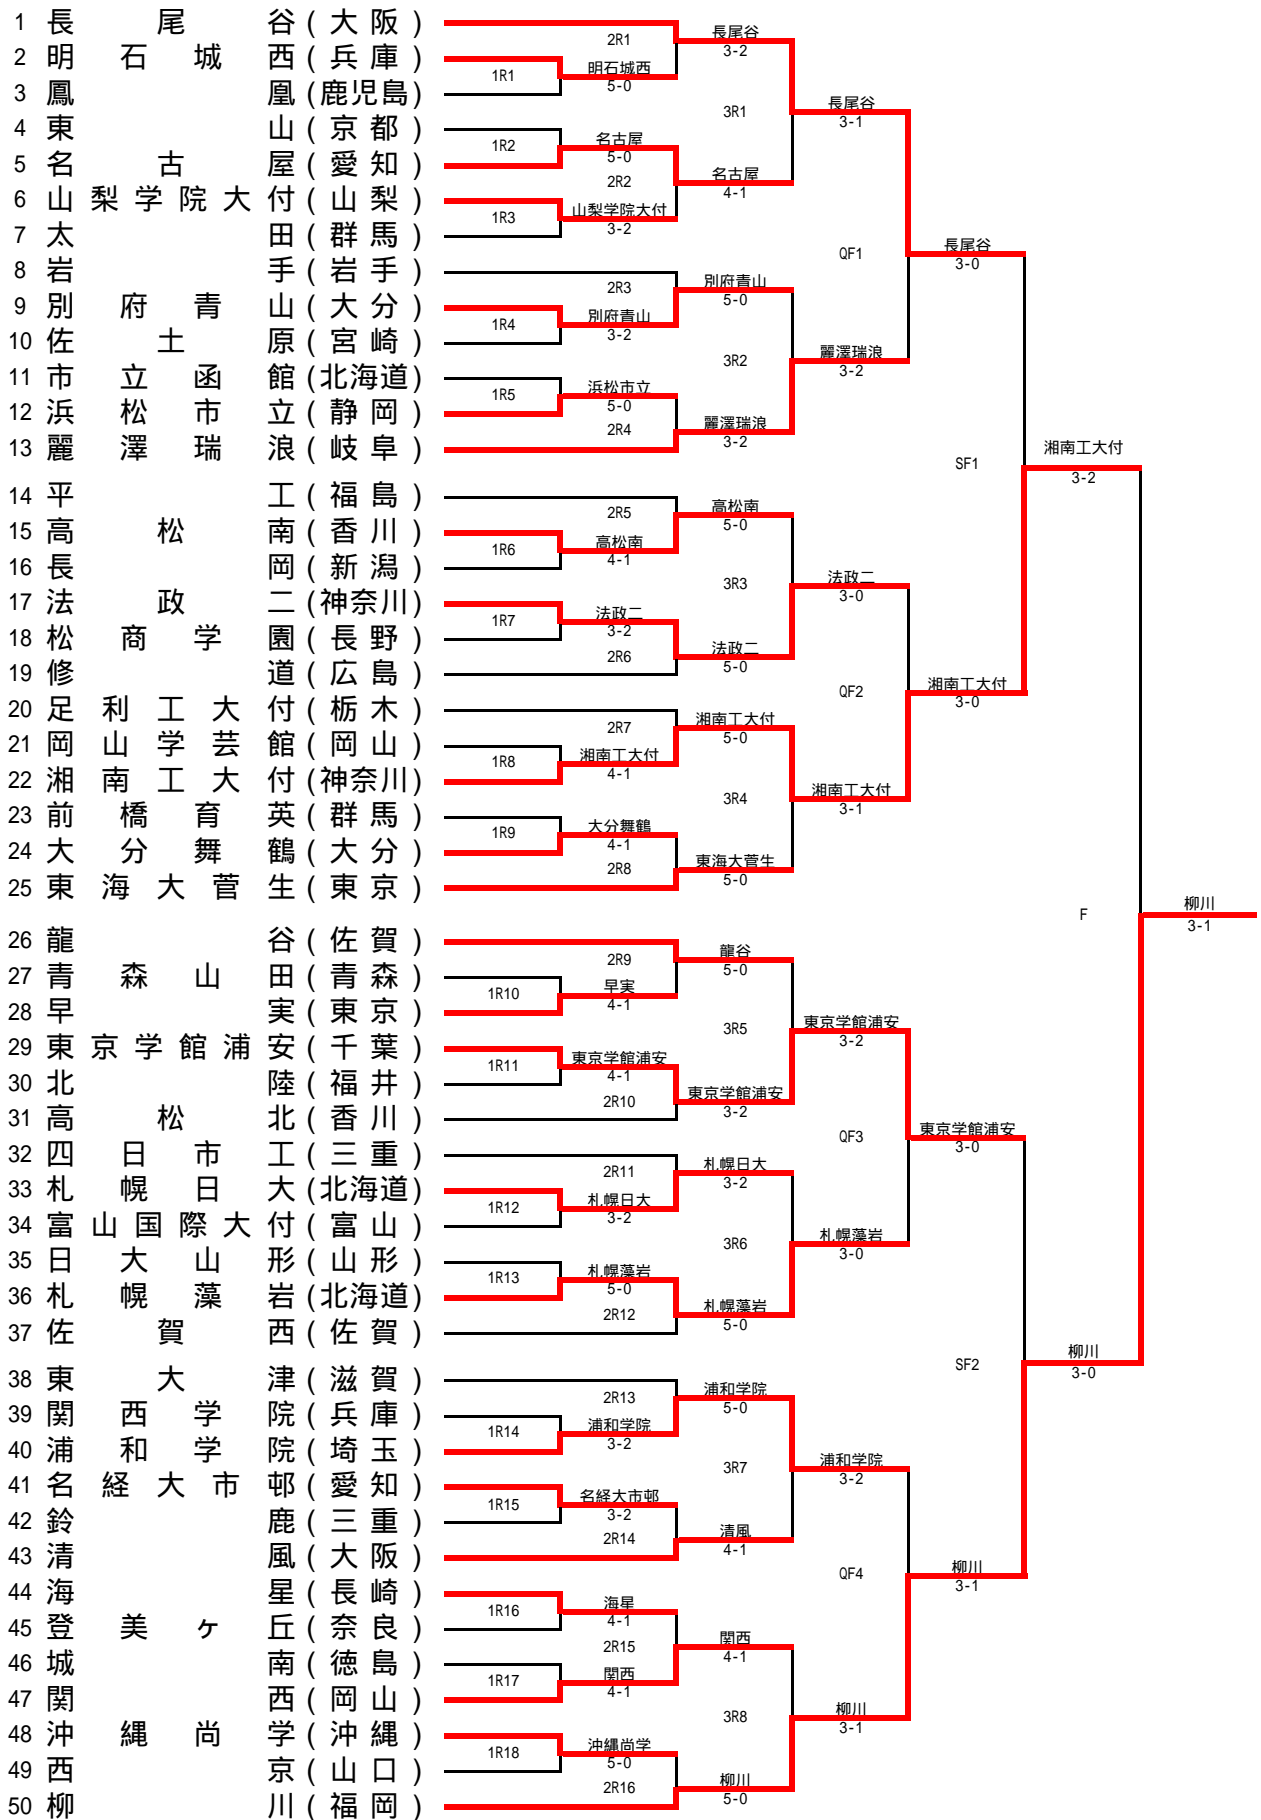 1 長尾谷(大阪)
2 明石城西(兵庫)
3 鳳凰(鹿児島)
4 東山(京都)
5 名古屋(愛知)
6 山梨学院大付(山梨)
7 太田(群馬)
8 岩手(岩手)
9 別府青山(大分)
10 佐土原(宮崎)
11 市立函館(北海道)
12 浜松市立(静岡)
13 麗澤瑞浪(岐阜)
14 平工(福島)
15 高松南(香川)
16 長岡(新潟)
17 法政二(神奈川)
18 松商学園(長野)
19 修道(広島)
20 足利工大付(栃木)
21 岡山学芸館(岡山)
22 湘南工大付(神奈川)
23 前橋育英(群馬)
24 大分舞鶴(大分)
25 東海大菅生(東京)
26 龍谷(佐賀)
27 青森山田(青森)
28 早実(東京)
29 東京学館浦安(千葉)
30 北陸(福井)
31 高松北(香川)
32 四日市工(三重)
33 札幌日大(北海道)
34 富山国際大付(富山)
35 日大山形(山形)
36 札幌藻岩(北海道)
37 佐賀西(佐賀)
38 東大津(滋賀)
39 関西学院(兵庫)
40 浦和学院(埼玉)
41 名経大市邨(愛知)
42 鈴鹿(三重)
43 清風(大阪)
44 海星(長崎)
45 登美ヶ丘(奈良)
46 城南(徳島)
47 関西(岡山)
48 沖縄尚学(沖縄)
49 西京(山口)
50 柳川(福岡)
1R1
明石城西
5-0
1R2
名古屋
5-0
1R3
山梨学院大付
3-2
1R4
別府青山
3-2
1R5
浜松市立
5-0
1R6
高松南
4-1
1R7
法政二
3-2
1R8
湘南工大付
4-1
1R9
大分舞鶴
4-1
1R10
早実
4-1
1R11
東京学館浦安
4-1
1R12
札幌日大
3-2
1R13
札幌藻岩
5-0
1R14
浦和学院
3-2
1R15
名経大市邨
3-2
1R16
海星
4-1
1R17
関西
4-1
1R18
沖縄尚学
5-0
2R1
長尾谷
3-2
2R2
名古屋
4-1
2R3
別府青山
5-0
2R4
麗澤瑞浪
3-2
2R5
高松南
5-0
2R6
法政二
5-0
2R7
湘南工大付
5-0
2R8
東海大菅生
5-0
2R9
龍谷
5-0
2R10
東京学館浦安
3-2
2R11
札幌日大
3-2
2R12
札幌藻岩
5-0
2R13
浦和学院
5-0
2R14
清風
4-1
2R15
関西
4-1
2R16
柳川
5-0
3R1
長尾谷
3-1
3R2
麗澤瑞浪
3-2
3R3
法政二
3-0
3R4
湘南工大付
3-1
3R5
東京学館浦安
3-2
3R6
札幌藻岩
3-0
3R7
浦和学院
3-2
3R8
柳川
3-1
QF1
長尾谷
3-0
QF2
湘南工大付
3-0
QF3
東京学館浦安
3-0
QF4
柳川
3-1
SF1
湘南工大付
3-2
SF2
柳川
3-0
F
柳川
3-1